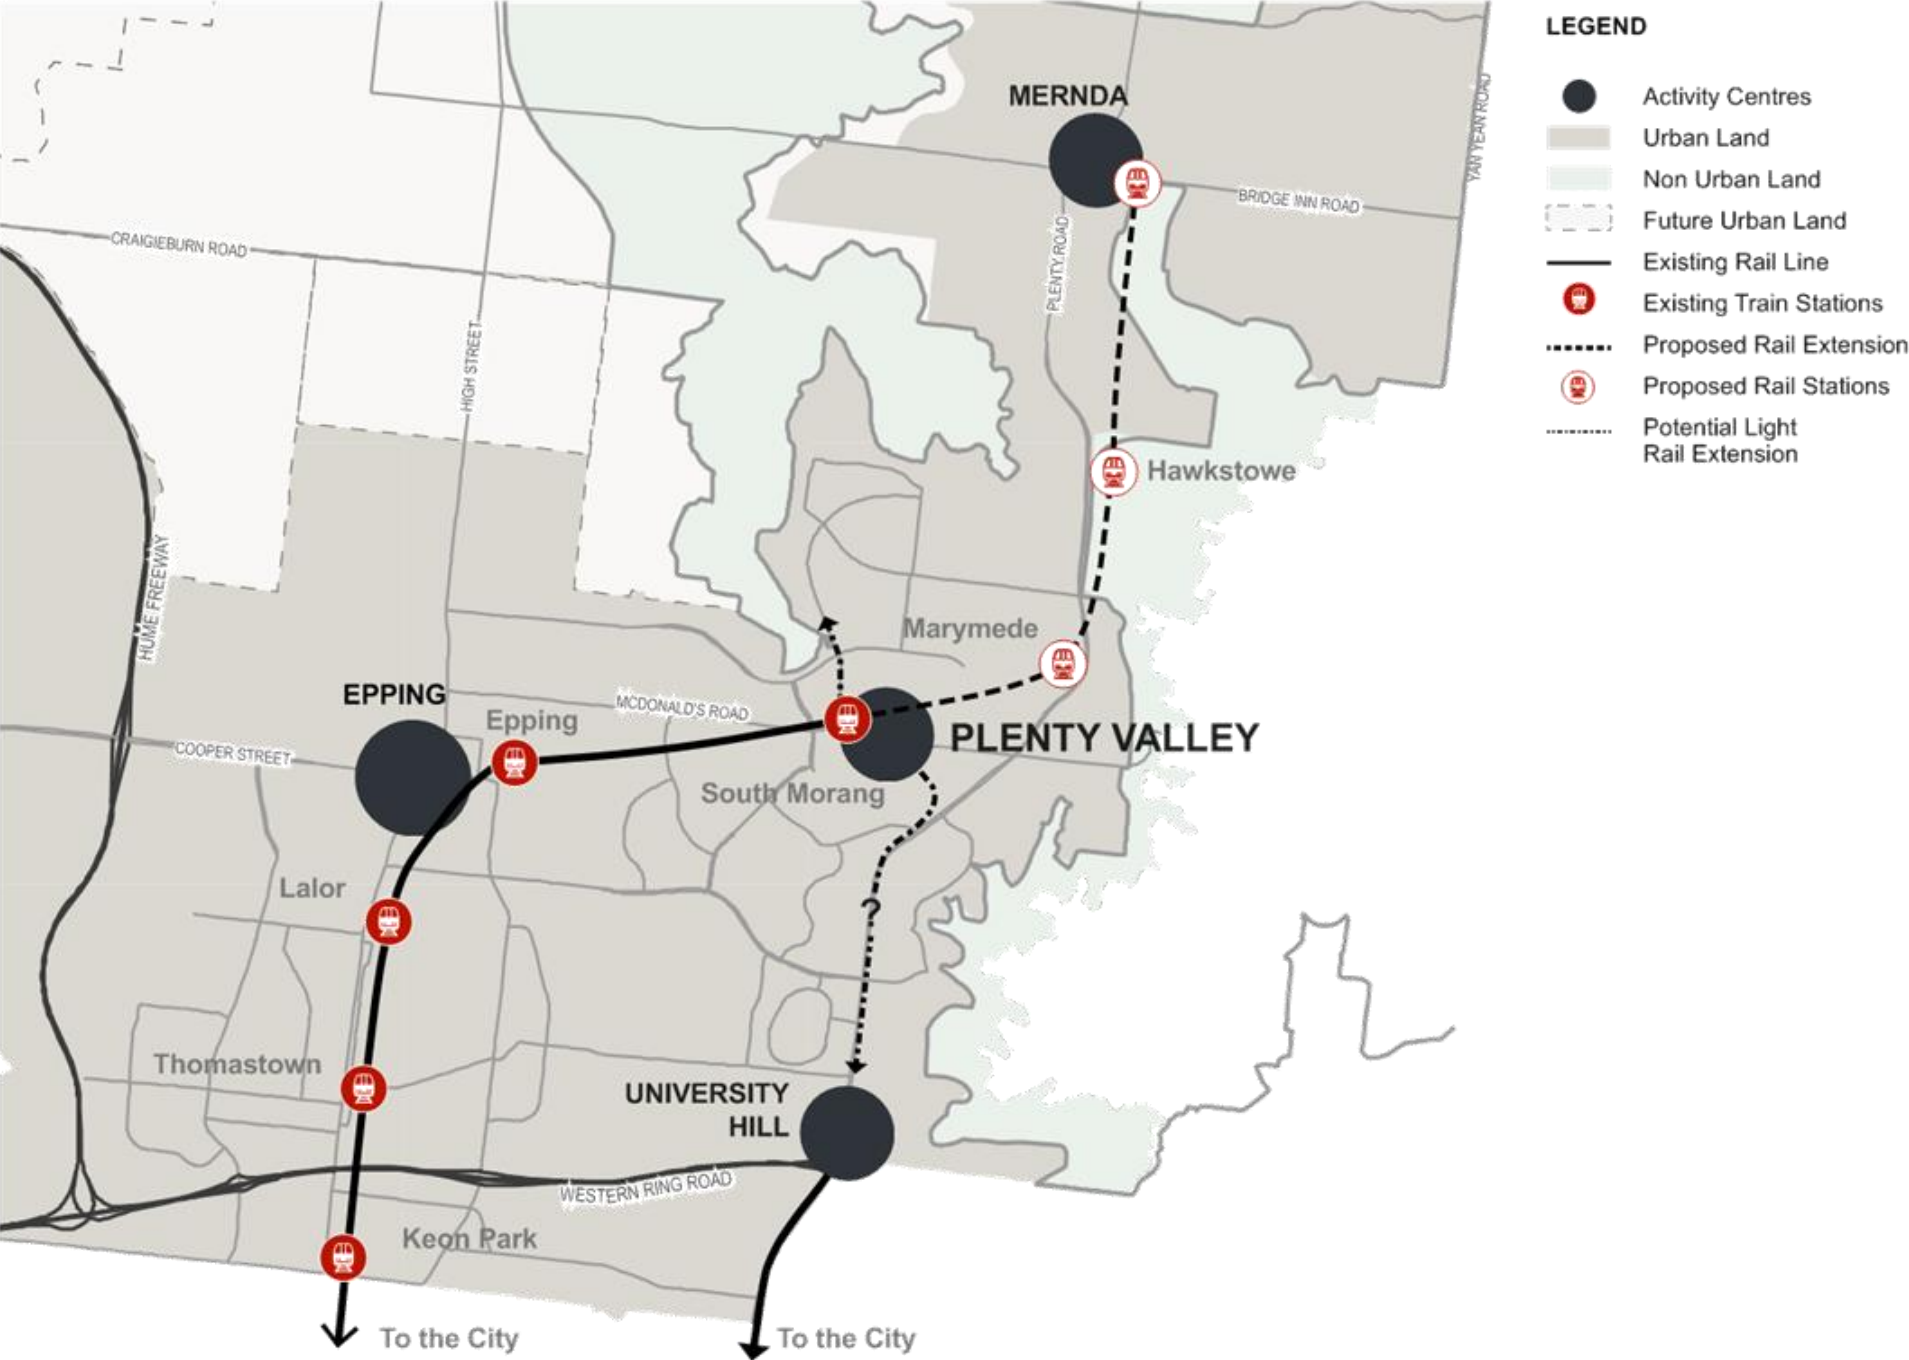 LEGEND
Activity Centres
Urban Land
Non Urban Land
Future Urban Land
Existing Rail Line
Existing Train Stations
Proposed Rail Extension
Proposed Rail Stations
Potential Light
Rail Extension
MERNDA
YAN YEAN ROAD
BRIDGE INN ROAD
PLENTY ROAD
CRAIGIEBURN ROAD
HIGH STREET
Hawkstowe
HUME FREEWAY
Marymede
EPPING
Epping
MCDONALD'S ROAD
PLENTY VALLEY
COOPER STREET
South Morang
Lalor
?
Thomastown
UNIVERSITY
HILL
WESTERN RING ROAD
Keon Park
To the City
To the City